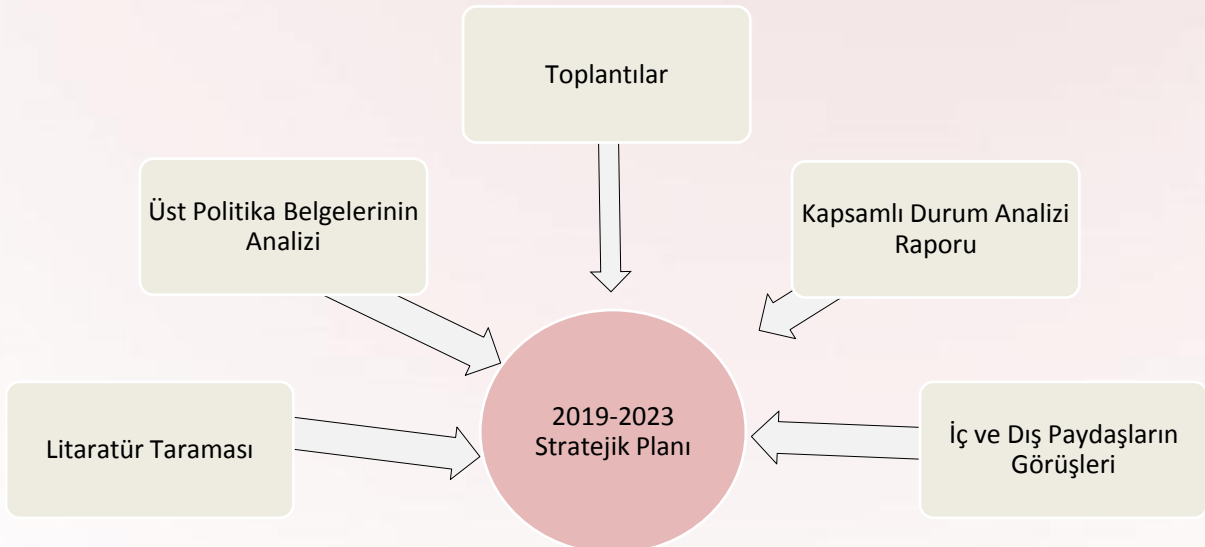 Toplantılar
Üst Politika Belgelerinin
Analizi
Kapsamlı Durum Analizi
Raporu
Litaratür Taraması
2019-2023
Stratejik Planı
İç ve Dış Paydaşların
Görüşleri